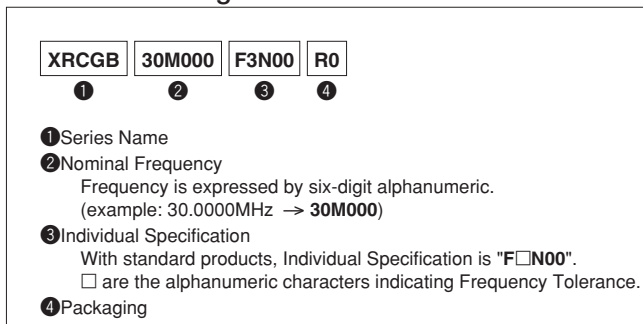 XRCGB 30M000 F3N00 R0
❶ ❷ ❸ ❹
❶Series Name
❷Nominal Frequency
Frequency is expressed by six-digit alphanumeric.
(example: 30.0000MHz → 30M000)
❸Individual Specification
With standard products, Individual Specification is "F□N00".
□ are the alphanumeric characters indicating Frequency Tolerance.
❹Packaging